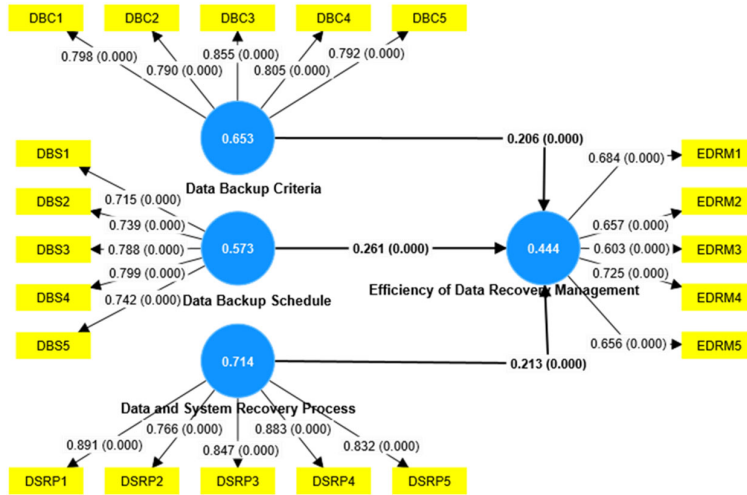 DBC1 DBC2 DBC3 DBC4 DBC5
0.798 (0.000) 0.790 (0.000) 0.855 (0.000) 0.805 (0.000) 0.792 (0.000)
0.653
Data Backup Criteria
0.206 (0.000)
DBS1
DBS2
DBS3
DBS4
DBS5
0.715 (0.000)
0.739 (0.000)
0.788 (0.000)
0.799 (0.000)
0.742 (0.000)
0.573
Data Backup Schedule
0.261 (0.000)
0.444
Efficiency of Data Recovery Management
0.684 (0.000)
0.657 (0.000)
0.603 (0.000)
0.725 (0.000)
0.656 (0.000)
EDRM1
EDRM2
EDRM3
EDRM4
EDRM5
0.714
Data and System Recovery Process
0.213 (0.000)
0.891 (0.000) 0.766 (0.000) 0.847 (0.000) 0.883 (0.000) 0.832 (0.000)
DSRP1 DSRP2 DSRP3 DSRP4 DSRP5